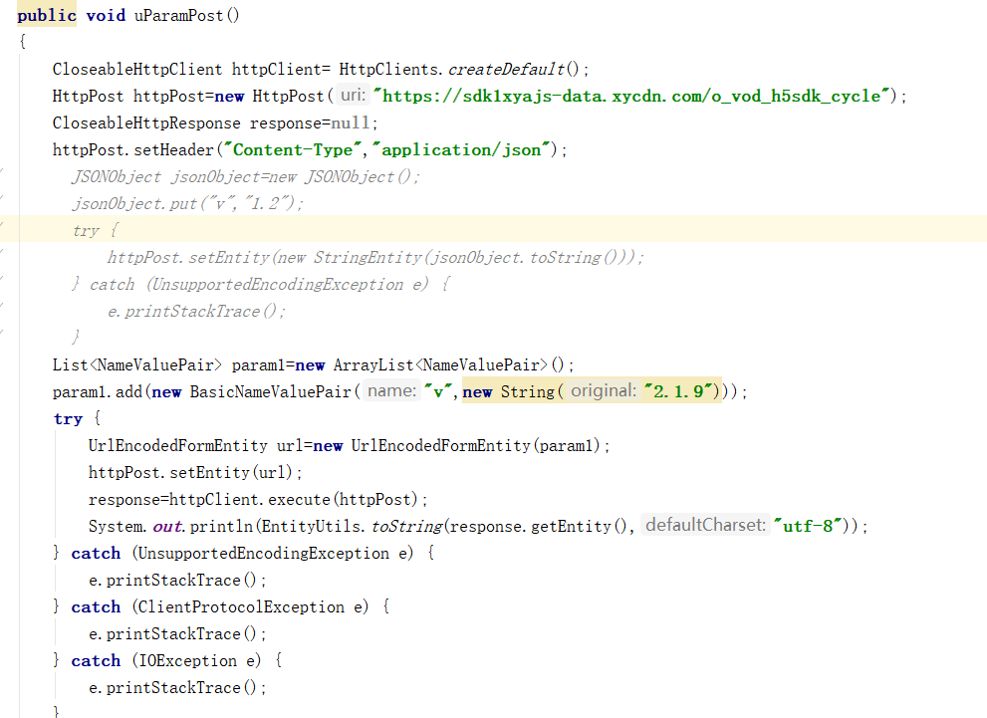 public void uParamPost()
{
CloseableHttpClient httpClient= HttpClients.createDefault();
HttpPost httpPost=new HttpPost( uri: "https://sdk1xyajs-data.xycdn.com/o_vod_h5sdk_cycle");
CloseableHttpResponse response=null;
httpPost.setHeader("Content-Type","application/json");
JSONObject jsonObject=new JSONObject();
jsonObject.put("v","1.2");
try {
httpPost.setEntity(new StringEntity(jsonObject.toString()));
} catch (UnsupportedEncodingException e) {
e.printStackTrace();
}
List<NameValuePair> param1=new ArrayList<NameValuePair>();
param1.add(new BasicNameValuePair( name: "v",new String( original: "2.1.9")));
try {
UrlEncodedFormEntity url=new UrlEncodedFormEntity(param1);
httpPost.setEntity(url);
response=httpClient.execute(httpPost);
System.out.println(EntityUtils.toString(response.getEntity(), defaultCharset: "utf-8"));
} catch (UnsupportedEncodingException e) {
e.printStackTrace();
} catch (ClientProtocolException e) {
e.printStackTrace();
} catch (IOException e) {
e.printStackTrace();
}